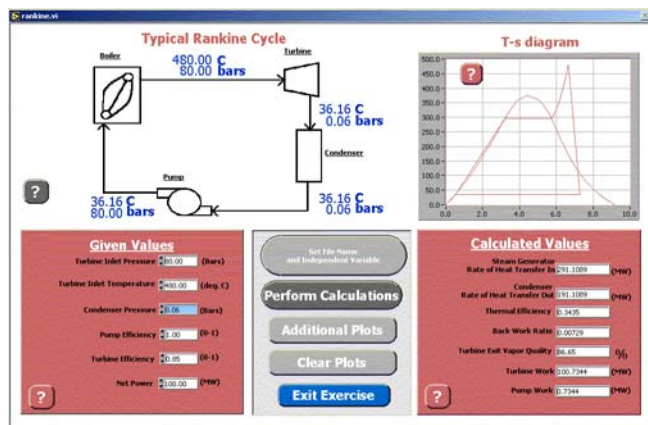 rankine.vi
Typical Rankine Cycle
T-s diagram
Boiler
480.00 C
80.00 bars
Turbine
36.16 C
0.06 bars
Condenser
Pump
36.16 C
80.00 bars
36.16 C
0.06 bars
?
?
500.0
450.0
400.0
350.0
300.0
250.0
200.0
150.0
100.0
50.0
0.0
0.0 2.0 4.0 6.0 8.0 10.0
Given Values
Turbine Inlet Pressure 80.00 (Bars)
Turbine Inlet Temperature 480.00 (deg. C)
Condenser Pressure 0.06 (Bars)
Pump Efficiency 1.00 (0-1)
Turbine Efficiency 0.85 (0-1)
Net Power 100.00 (MW)
?
Set File Name
and Independent Variable
Perform Calculations
Additional Plots
Clear Plots
Exit Exercise
Calculated Values
Steam Generator
Rate of Heat Transfer In 291.1089 (MW)
Condenser
Rate of Heat Transfer Out 191.1089 (MW)
Thermal Efficiency 0.3435
Back Work Ratio 0.00729
Turbine Exit Vapor Quality 86.65 %
Turbine Work 100.7344 (MW)
Pump Work 0.7344 (MW)
?